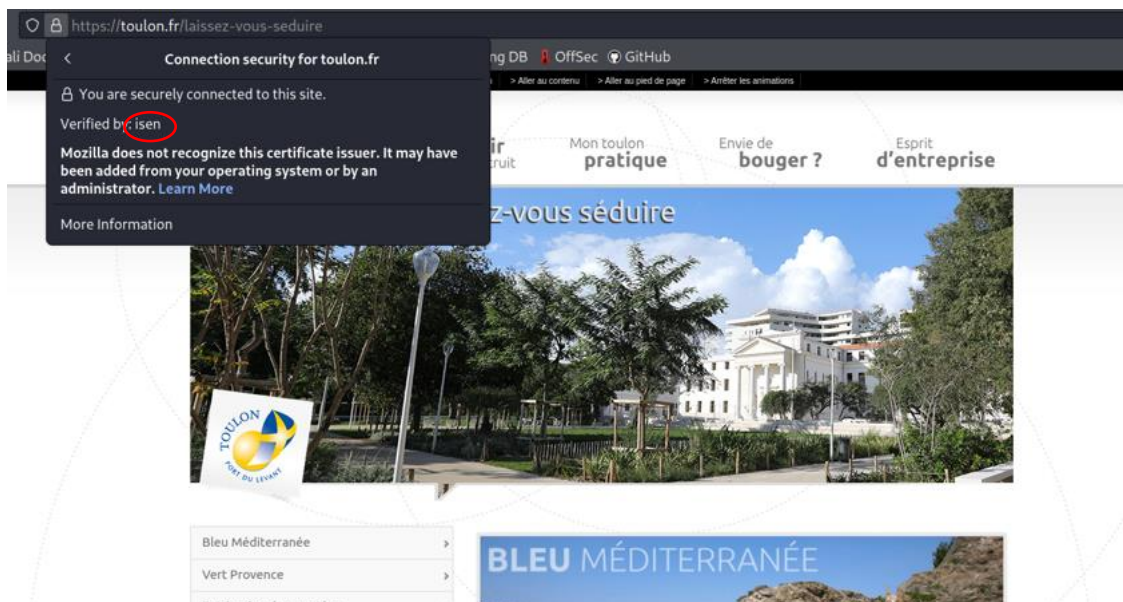 https://toulon.fr/laissez-vous-seduire
ali Doc
ng DB
OffSec
GitHub
Connection security for toulon.fr
> Aller au contenu > Aller au pied de page > Arrêter les animations
You are securely connected to this site.
Verified by: isen
Mozilla does not recognize this certificate issuer. It may have
been added from your operating system or by an
administrator. Learn More
More Information
ir
truit
Mon toulon
pratique
Envie de
bouger ?
Esprit
d'entreprise
z-vous séduire
TOULON
PORT DU LEVANT
Bleu Méditerranée
Vert Provence
BLEU MÉDITERRANÉE